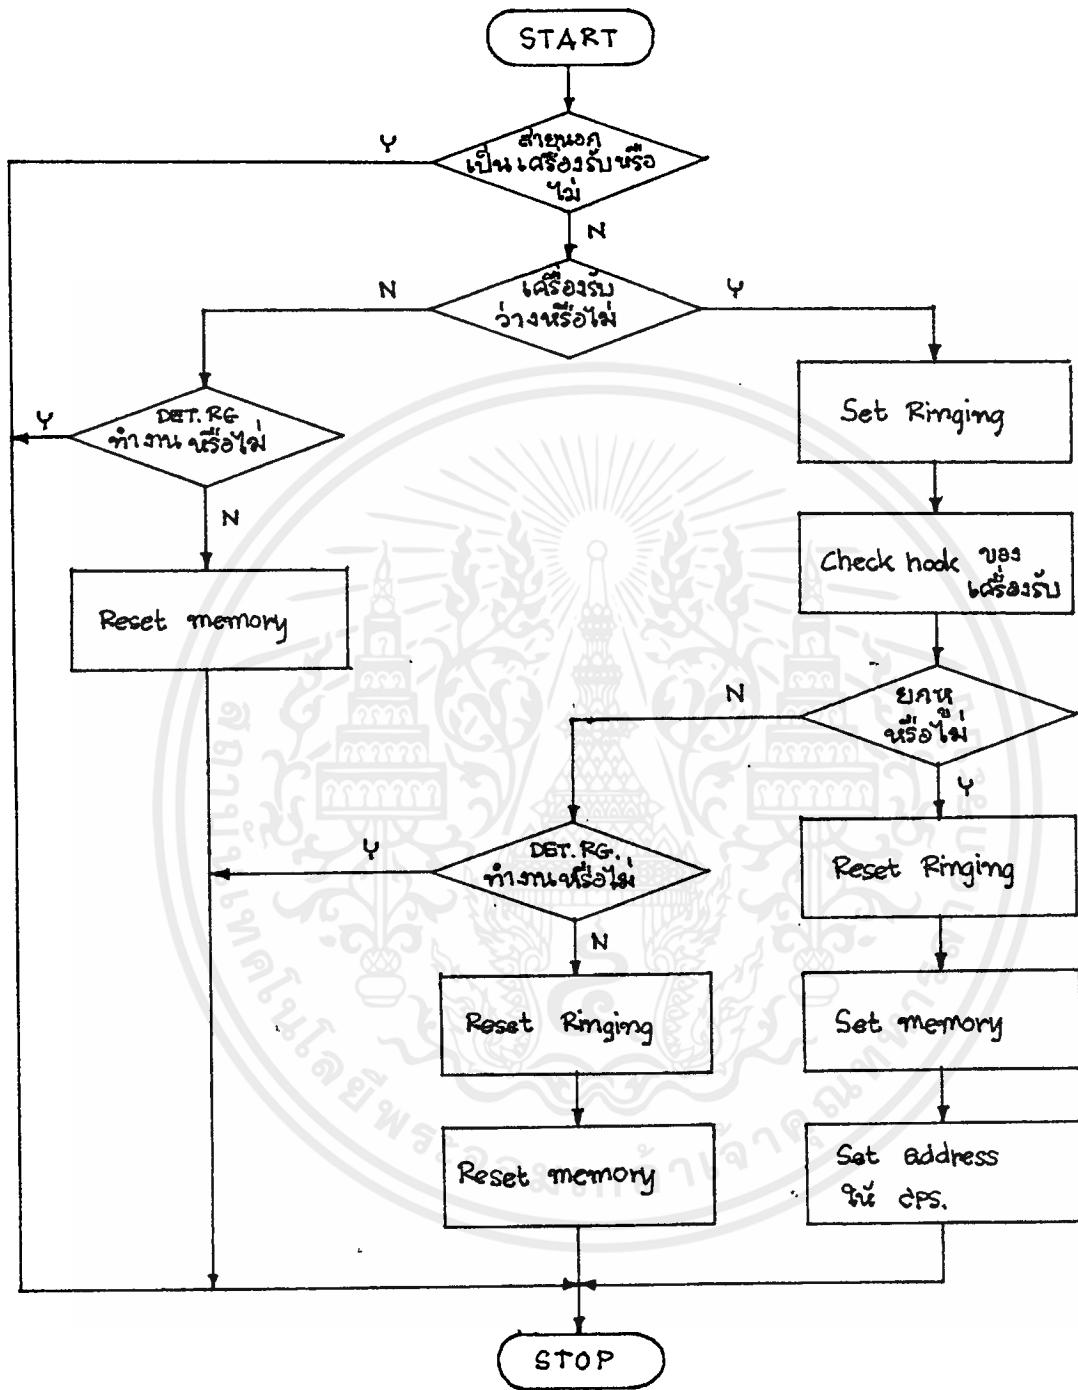 START
Y
สายนอก
เป็นเครื่องรับหรือ
ไม่
N
N
เครื่องรับ
ว่างหรือไม่
Y
Y
DET. RG
ทำงานหรือไม่
Set Ringing
N
Check hook ของ
เครื่องรับ
Reset memory
N
ยกหู
หรือไม่
Y
Y
DET. RG.
ทำงานหรือไม่
Reset Ringing
N
Reset Ringing
Set memory
Reset memory
Set address
ให้ CPS.
STOP